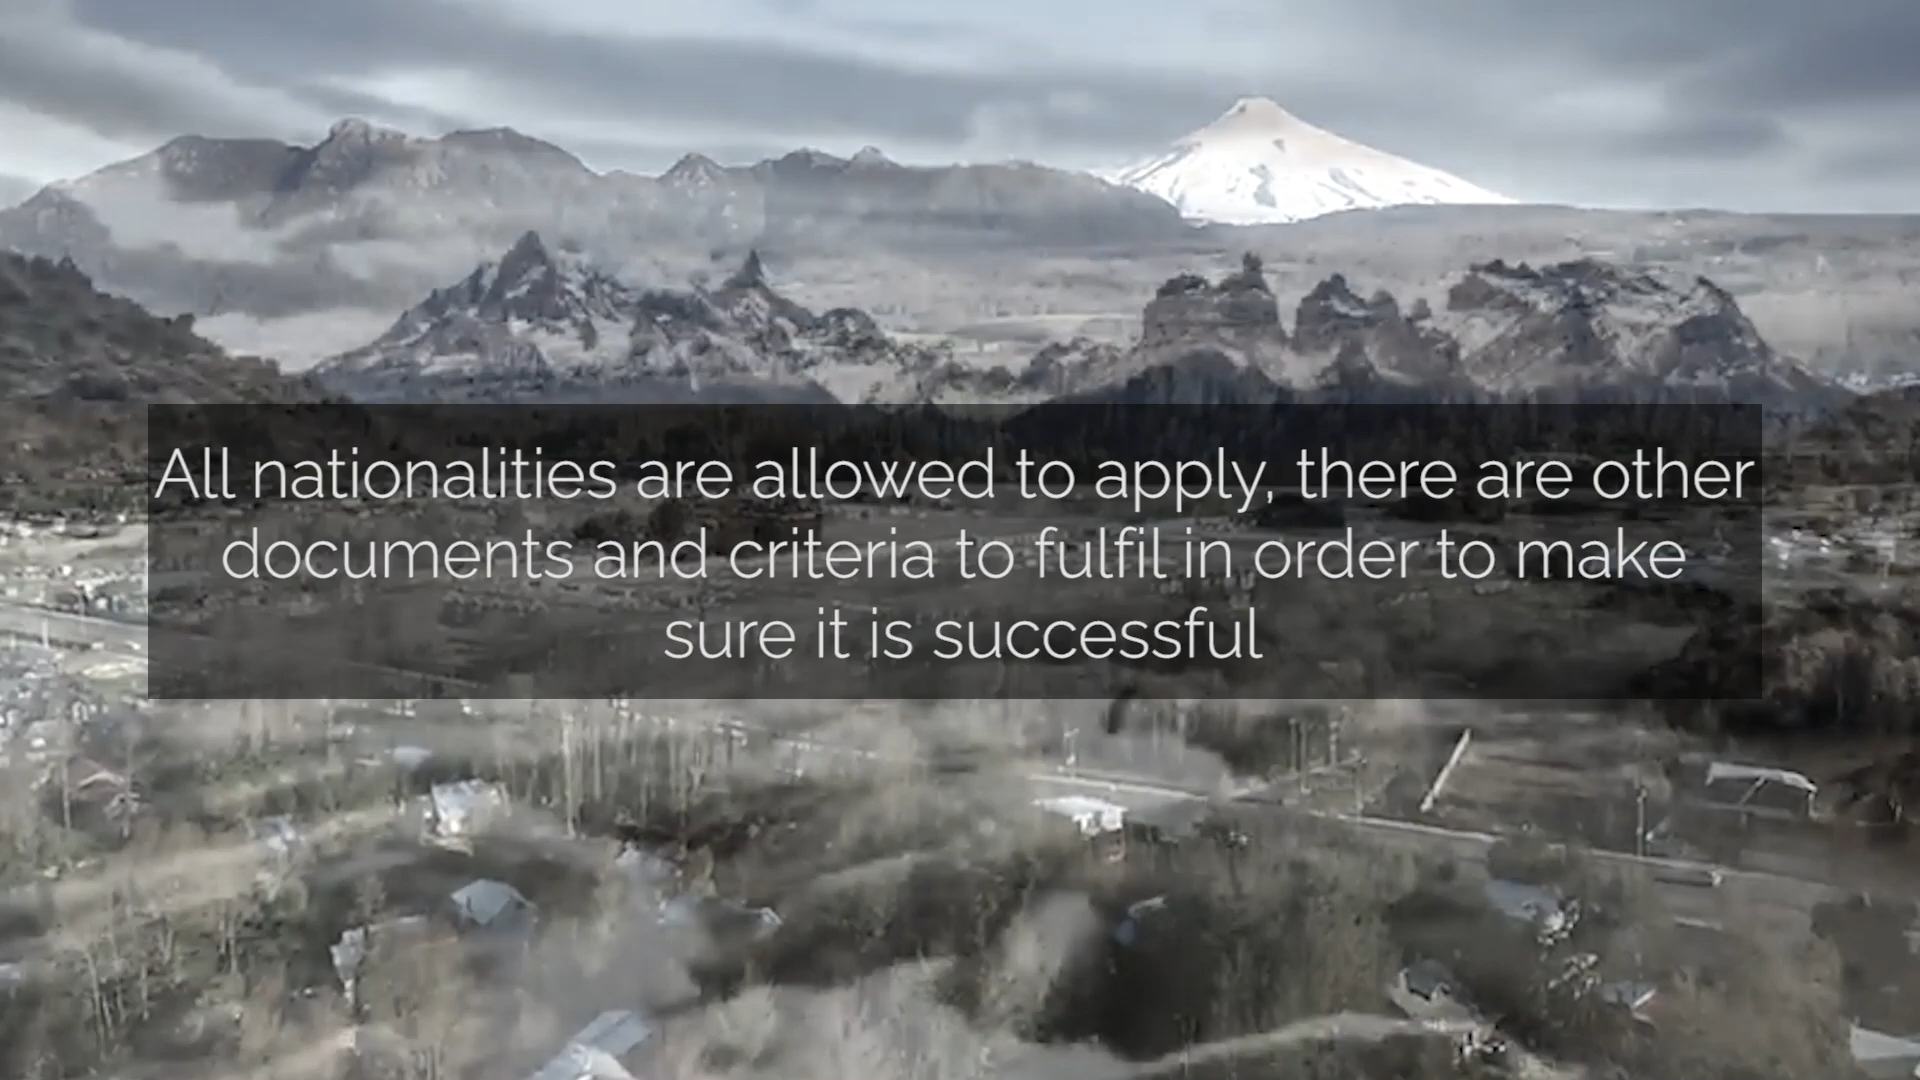 All nationalities are allowed to apply, there are other
documents and criteria to fulfil in order to make
sure it is successful